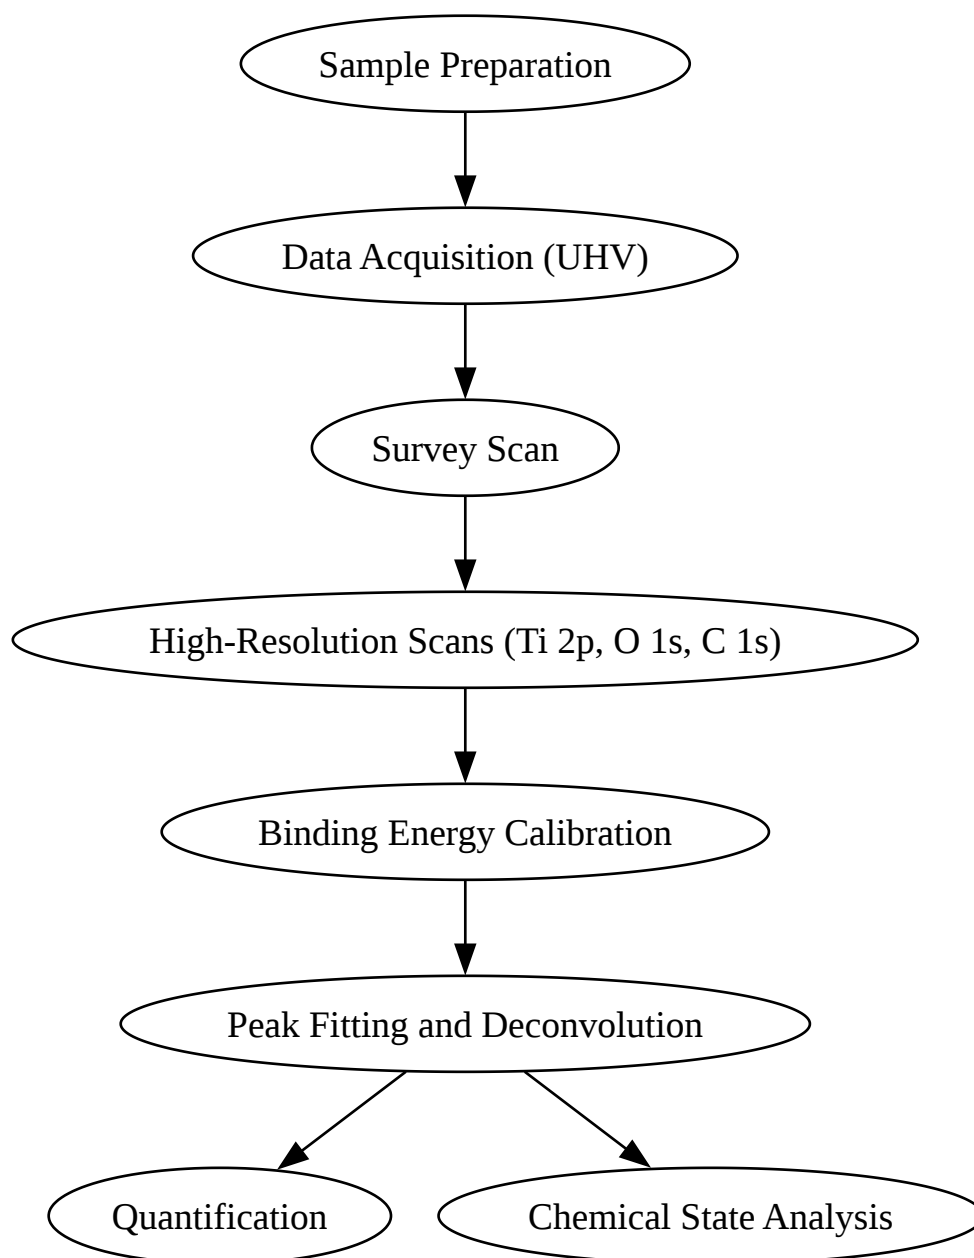 Sample Preparation
Data Acquisition (UHV)
Survey Scan
High-Resolution Scans (Ti 2p, O 1s, C 1s)
Binding Energy Calibration
Peak Fitting and Deconvolution
Quantification
Chemical State Analysis